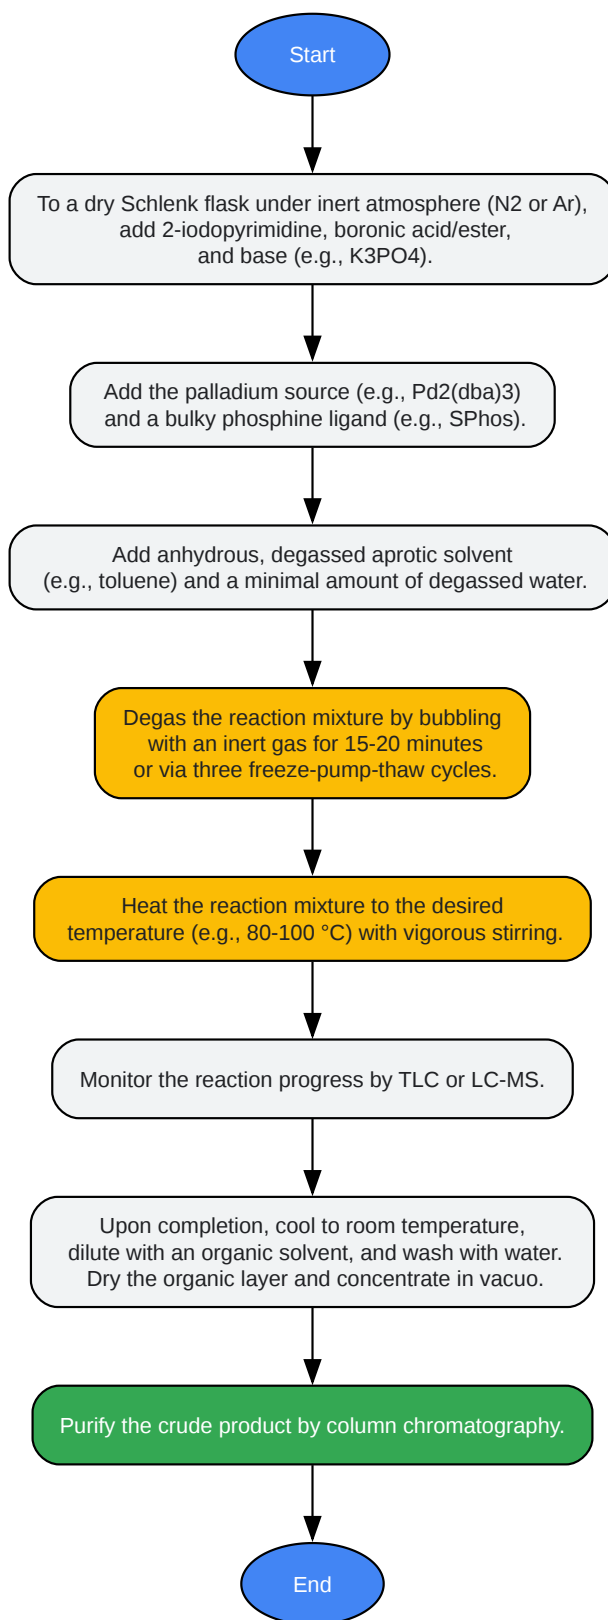 Start
To a dry Schlenk flask under inert atmosphere (N2 or Ar),
add 2-iodopyrimidine, boronic acid/ester,
and base (e.g., K3PO4).
Add the palladium source (e.g., Pd2(dba)3)
and a bulky phosphine ligand (e.g., SPhos).
Add anhydrous, degassed aprotic solvent
(e.g., toluene) and a minimal amount of degassed water.
Degas the reaction mixture by bubbling
with an inert gas for 15-20 minutes
or via three freeze-pump-thaw cycles.
Heat the reaction mixture to the desired
temperature (e.g., 80-100 °C) with vigorous stirring.
Monitor the reaction progress by TLC or LC-MS.
Upon completion, cool to room temperature,
dilute with an organic solvent, and wash with water.
Dry the organic layer and concentrate in vacuo.
Purify the crude product by column chromatography.
End